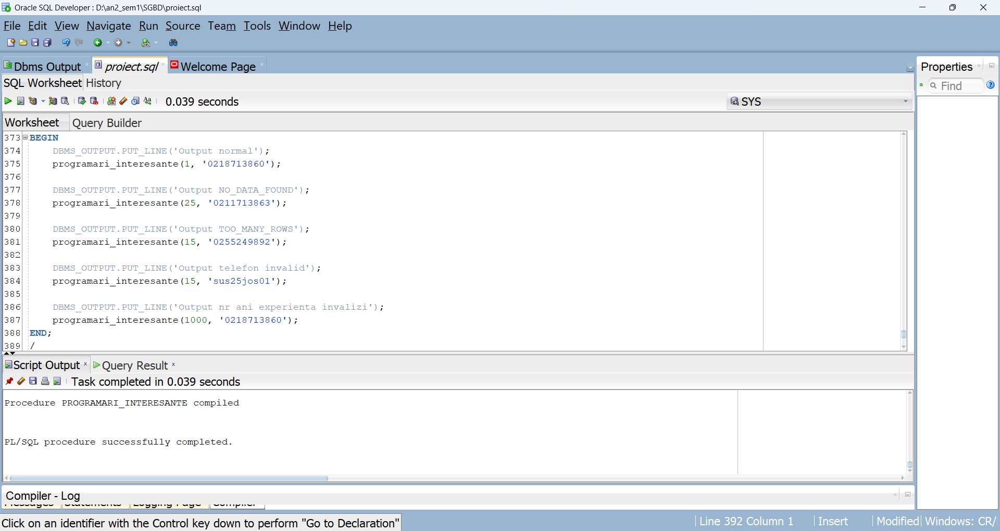 Oracle SQL Developer : D:\an2_sem1\SGBD\proiect.sql
File Edit View Navigate Run Source Team Tools Window Help
Dbms Output proiect.sql Welcome Page
Properties
SQL Worksheet History
Find
0.039 seconds
SYS
Worksheet Query Builder
373 BEGIN
374 DBMS_OUTPUT.PUT_LINE('Output normal');
375 programari_interesante(1, '0218713860');
376
377 DBMS_OUTPUT.PUT_LINE('Output NO_DATA_FOUND');
378 programari_interesante(25, '0211713863');
379
380 DBMS_OUTPUT.PUT_LINE('Output TOO_MANY_ROWS');
381 programari_interesante(15, '0255249892');
382
383 DBMS_OUTPUT.PUT_LINE('Output telefon invalid');
384 programari_interesante(15, 'sus25jos01');
385
386 DBMS_OUTPUT.PUT_LINE('Output nr ani experienta invalizi');
387 programari_interesante(1000, '0218713860');
388 END;
389 /
Script Output Query Result
Task completed in 0.039 seconds
Procedure PROGRAMARI_INTERESANTE compiled
PL/SQL procedure successfully completed.
Compiler - Log
Messages Statements Logging Page Compiler
Click on an identifier with the Control key down to perform "Go to Declaration"
Line 392 Column 1 Insert Modified Windows: CR/